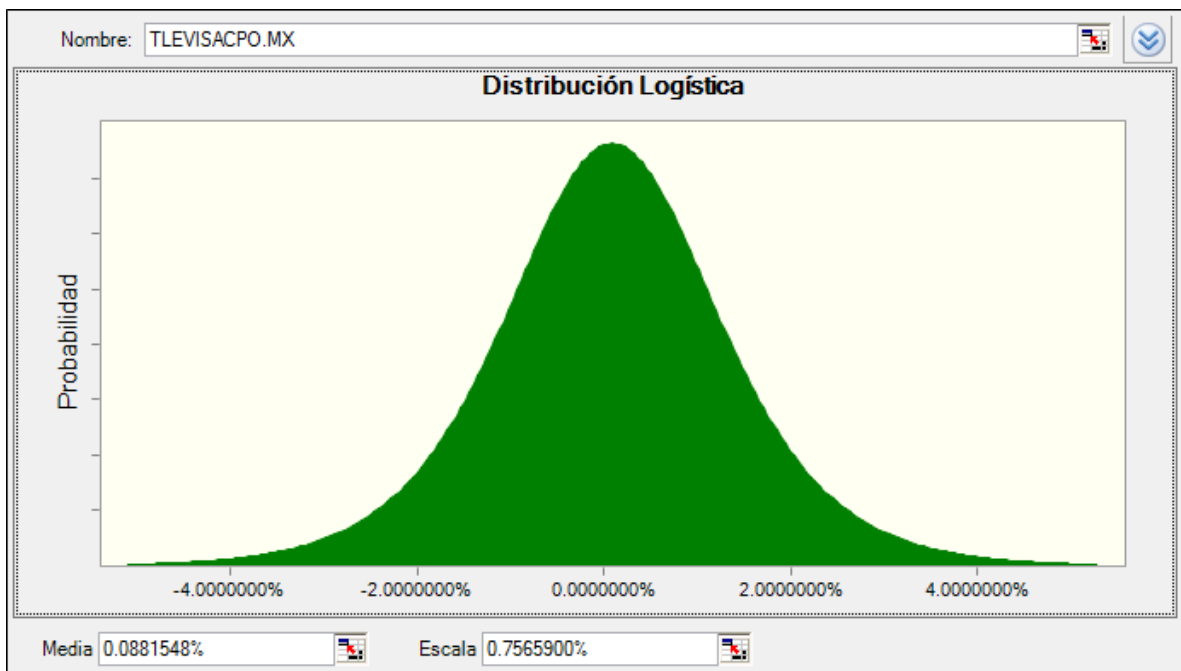 Nombre: TLEVISACPO.MX
Distribución Logística
Probabilidad
-4.0000000% -2.0000000% 0.0000000% 2.0000000% 4.0000000%
Media 0.0881548% Escala 0.7565900%